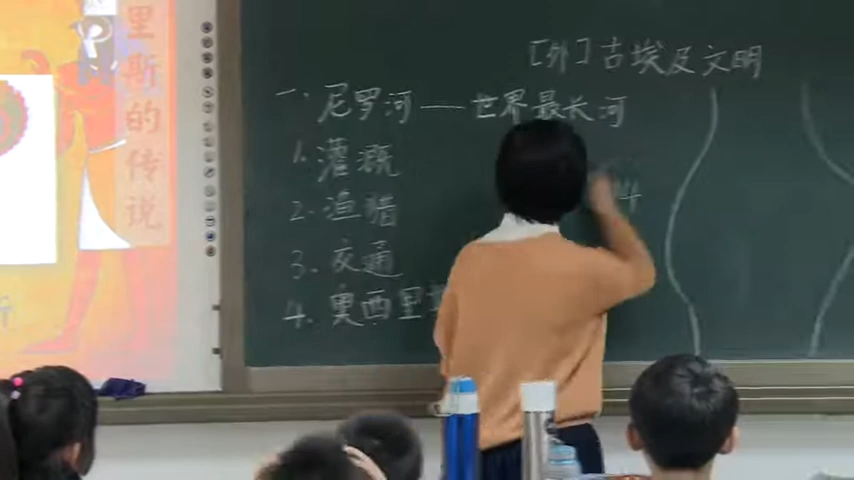 里斯的传说
[外] 古埃及文明
一. 尼罗河——世界最长河
1. 灌溉
2. 渔猎
3. 交通
4. 奥西里